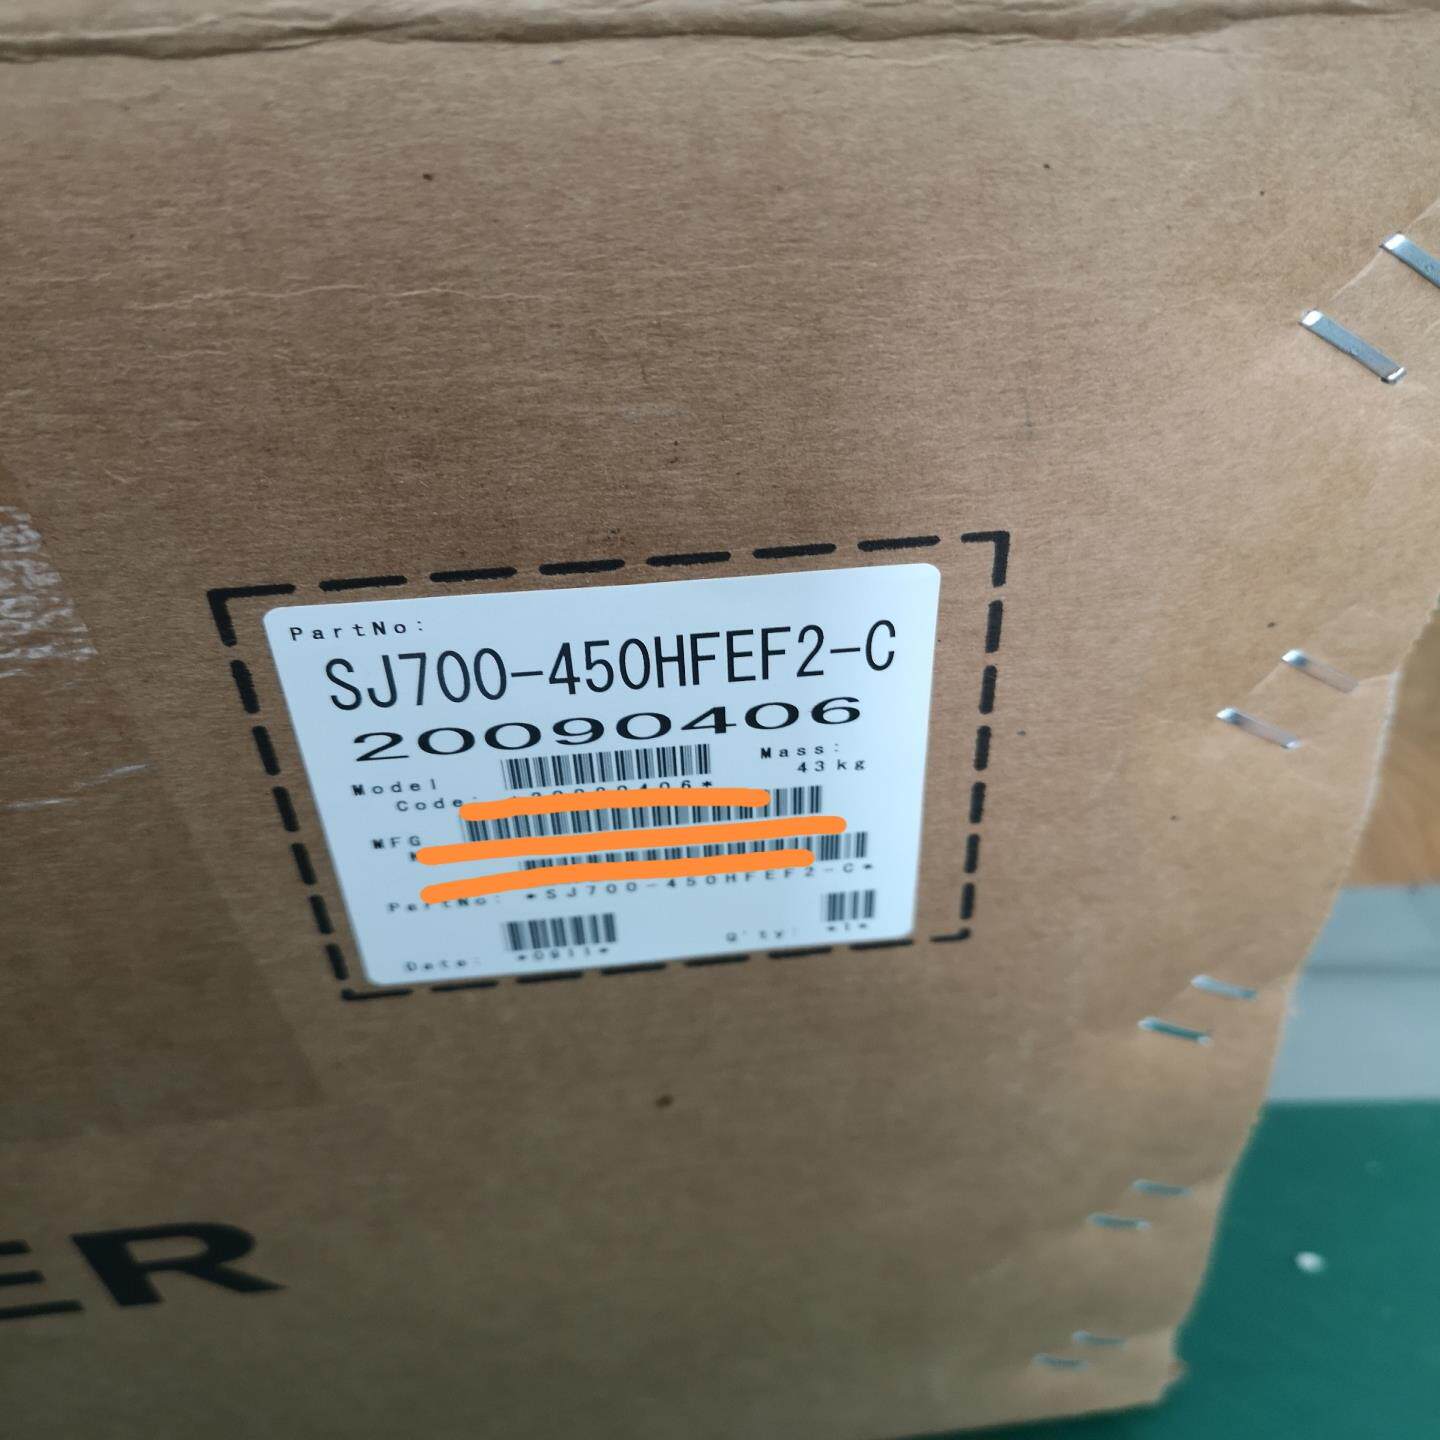 PartNo:
SJ700-450HFEF2-C
20090406
Mass:
43kg
Model
Code:
MFG
PartNo: *SJ700-450HFEF2-C*
Date: *0911*
Q'ty: *1*
ER